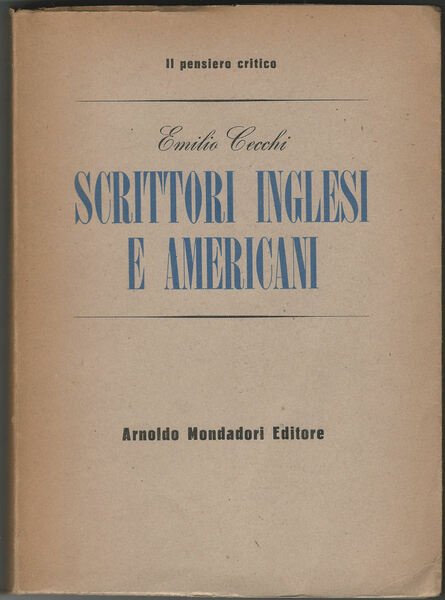 Il pensiero critico
Emilio Cecchi
SCRITTORI INGLESI
E AMERICANI
Arnoldo Mondadori Editore